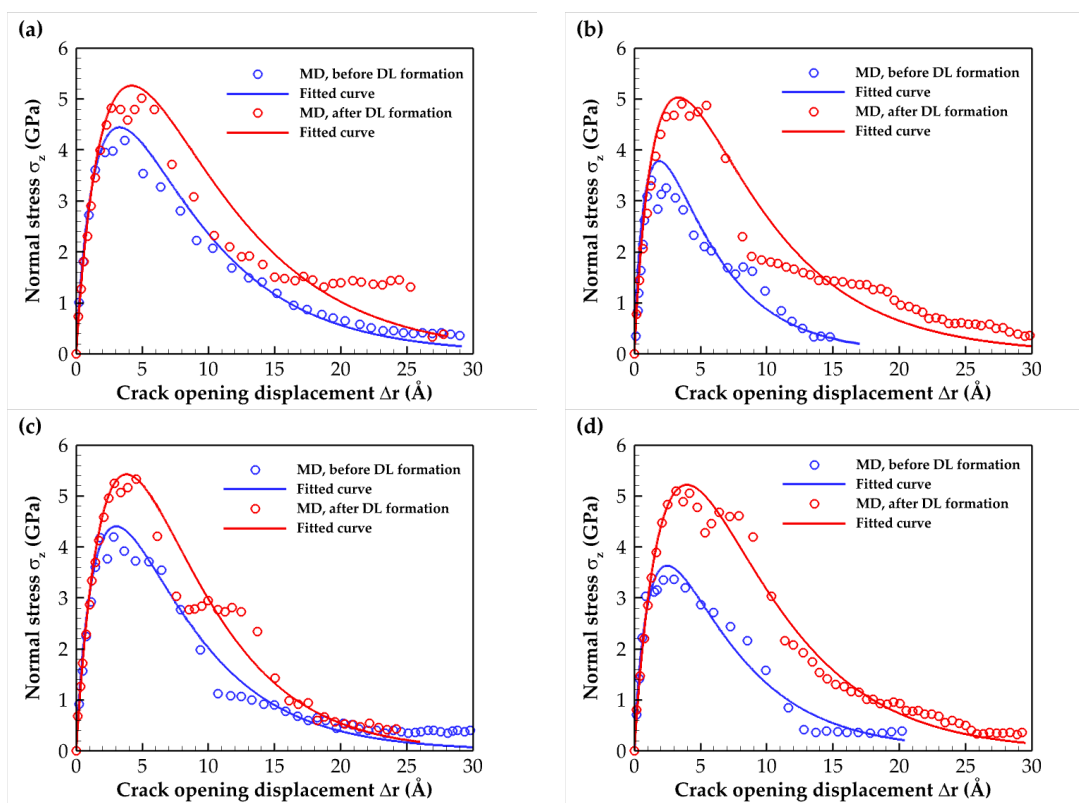 (a)
6
5
4
3
2
1
0
Normal stress σz (GPa)
MD, before DL formation
Fitted curve
MD, after DL formation
Fitted curve
0 5 10 15 20 25 30
Crack opening displacement Δr (Å)
(b)
6
5
4
3
2
1
0
Normal stress σz (GPa)
MD, before DL formation
Fitted curve
MD, after DL formation
Fitted curve
0 5 10 15 20 25 30
Crack opening displacement Δr (Å)
(c)
6
5
4
3
2
1
0
Normal stress σz (GPa)
MD, before DL formation
Fitted curve
MD, after DL formation
Fitted curve
0 5 10 15 20 25 30
Crack opening displacement Δr (Å)
(d)
6
5
4
3
2
1
0
Normal stress σz (GPa)
MD, before DL formation
Fitted curve
MD, after DL formation
Fitted curve
0 5 10 15 20 25 30
Crack opening displacement Δr (Å)